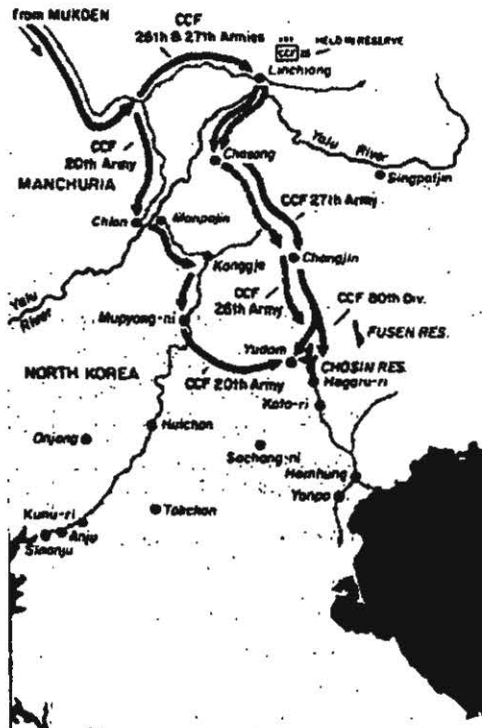 from MUKDEN
CCF
26th & 27th Armies
HELD IN RESERVE
CCF 26
Linchiang
CCF
20th Army
MANCHURIA
Chasong
Yalu
River
Singpaljin
CCF 27th Army
Chian
Manpojin
Kanggje
Changjin
CCF
26th Army
CCF 80th Div.
Yalu
River
Mupyong-ni
FUSEN RES.
Yudam
CHOSIN RES.
NORTH KOREA
CCF 20th Army
Hagaru-ri
Koto-ri
Huichon
Onjong
Sachang-ni
Hamhung
Yonpo
Kunu-ri
Tokchon
Anju
Sinanju